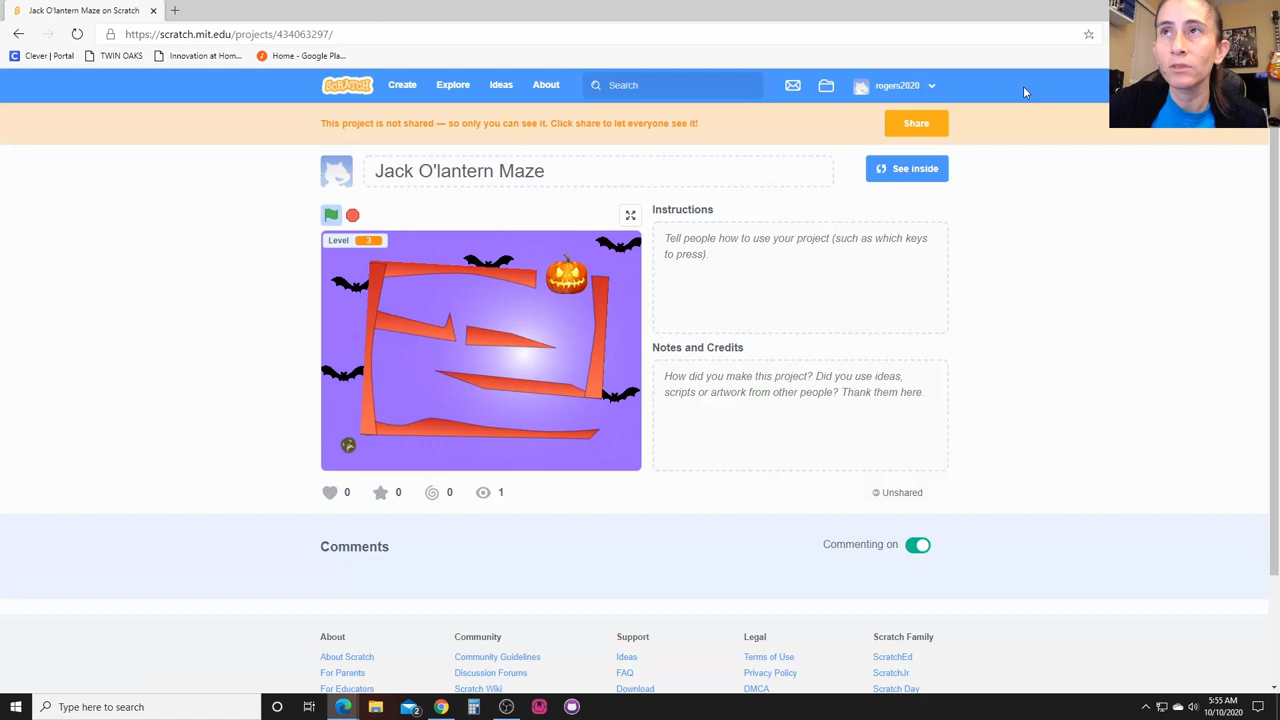 Jack O'lantern Maze on Scratch
https://scratch.mit.edu/projects/434063297/
Clever | Portal
TWIN OAKS
Innovation at Hom...
Home - Google Pla...
SCRATCH
Create
Explore
Ideas
About
Search
rogers2020
This project is not shared — so only you can see it. Click share to let everyone see it!
Share
Jack O'lantern Maze
See inside
Instructions
Tell people how to use your project (such as which keys
to press).
Level 3
Notes and Credits
How did you make this project? Did you use ideas,
scripts or artwork from other people? Thank them here.
0
0
0
1
Unshared
Comments
Commenting on
About
Community
Support
Legal
Scratch Family
About Scratch
Community Guidelines
Ideas
Terms of Use
ScratchEd
For Parents
Discussion Forums
FAQ
Privacy Policy
ScratchJr
For Educators
Scratch Wiki
Download
DMCA
Scratch Day
Type here to search
2
5:55 AM
10/10/2020